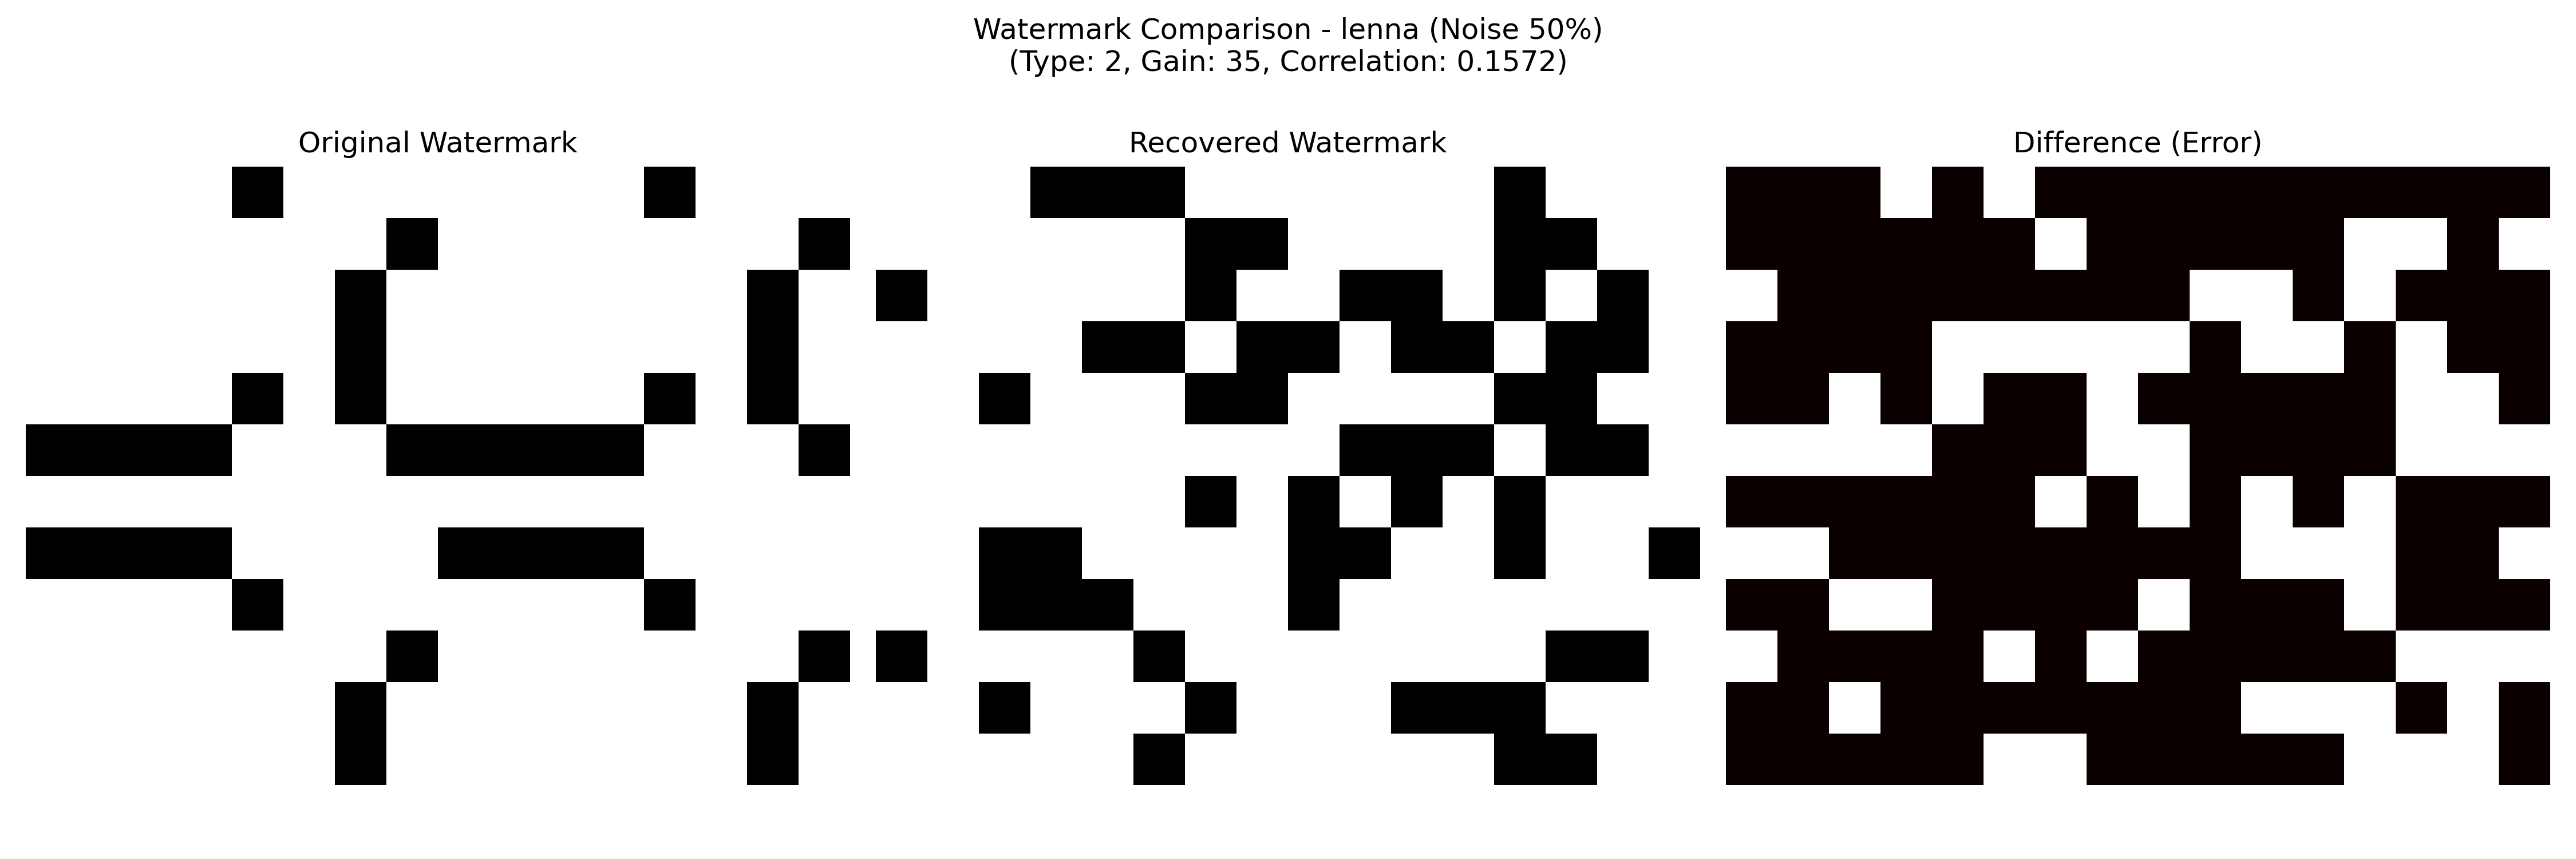 Watermark Comparison - lenna (Noise 50%)
(Type: 2, Gain: 35, Correlation: 0.1572)
Original Watermark
Recovered Watermark
Difference (Error)